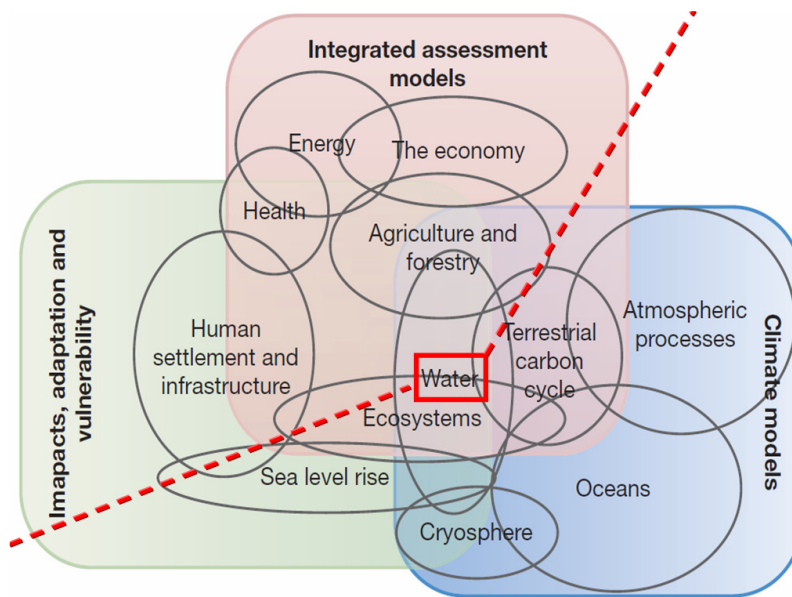 Integrated assessment
models
Energy
The economy
Health
Agriculture and
forestry
Imapacts, adaptation and
vulnerability
Human
settlement and
infrastructure
Terrestrial
carbon
cycle
Atmospheric
processes
Climate models
Water
Ecosystems
Sea level rise
Oceans
Cryosphere